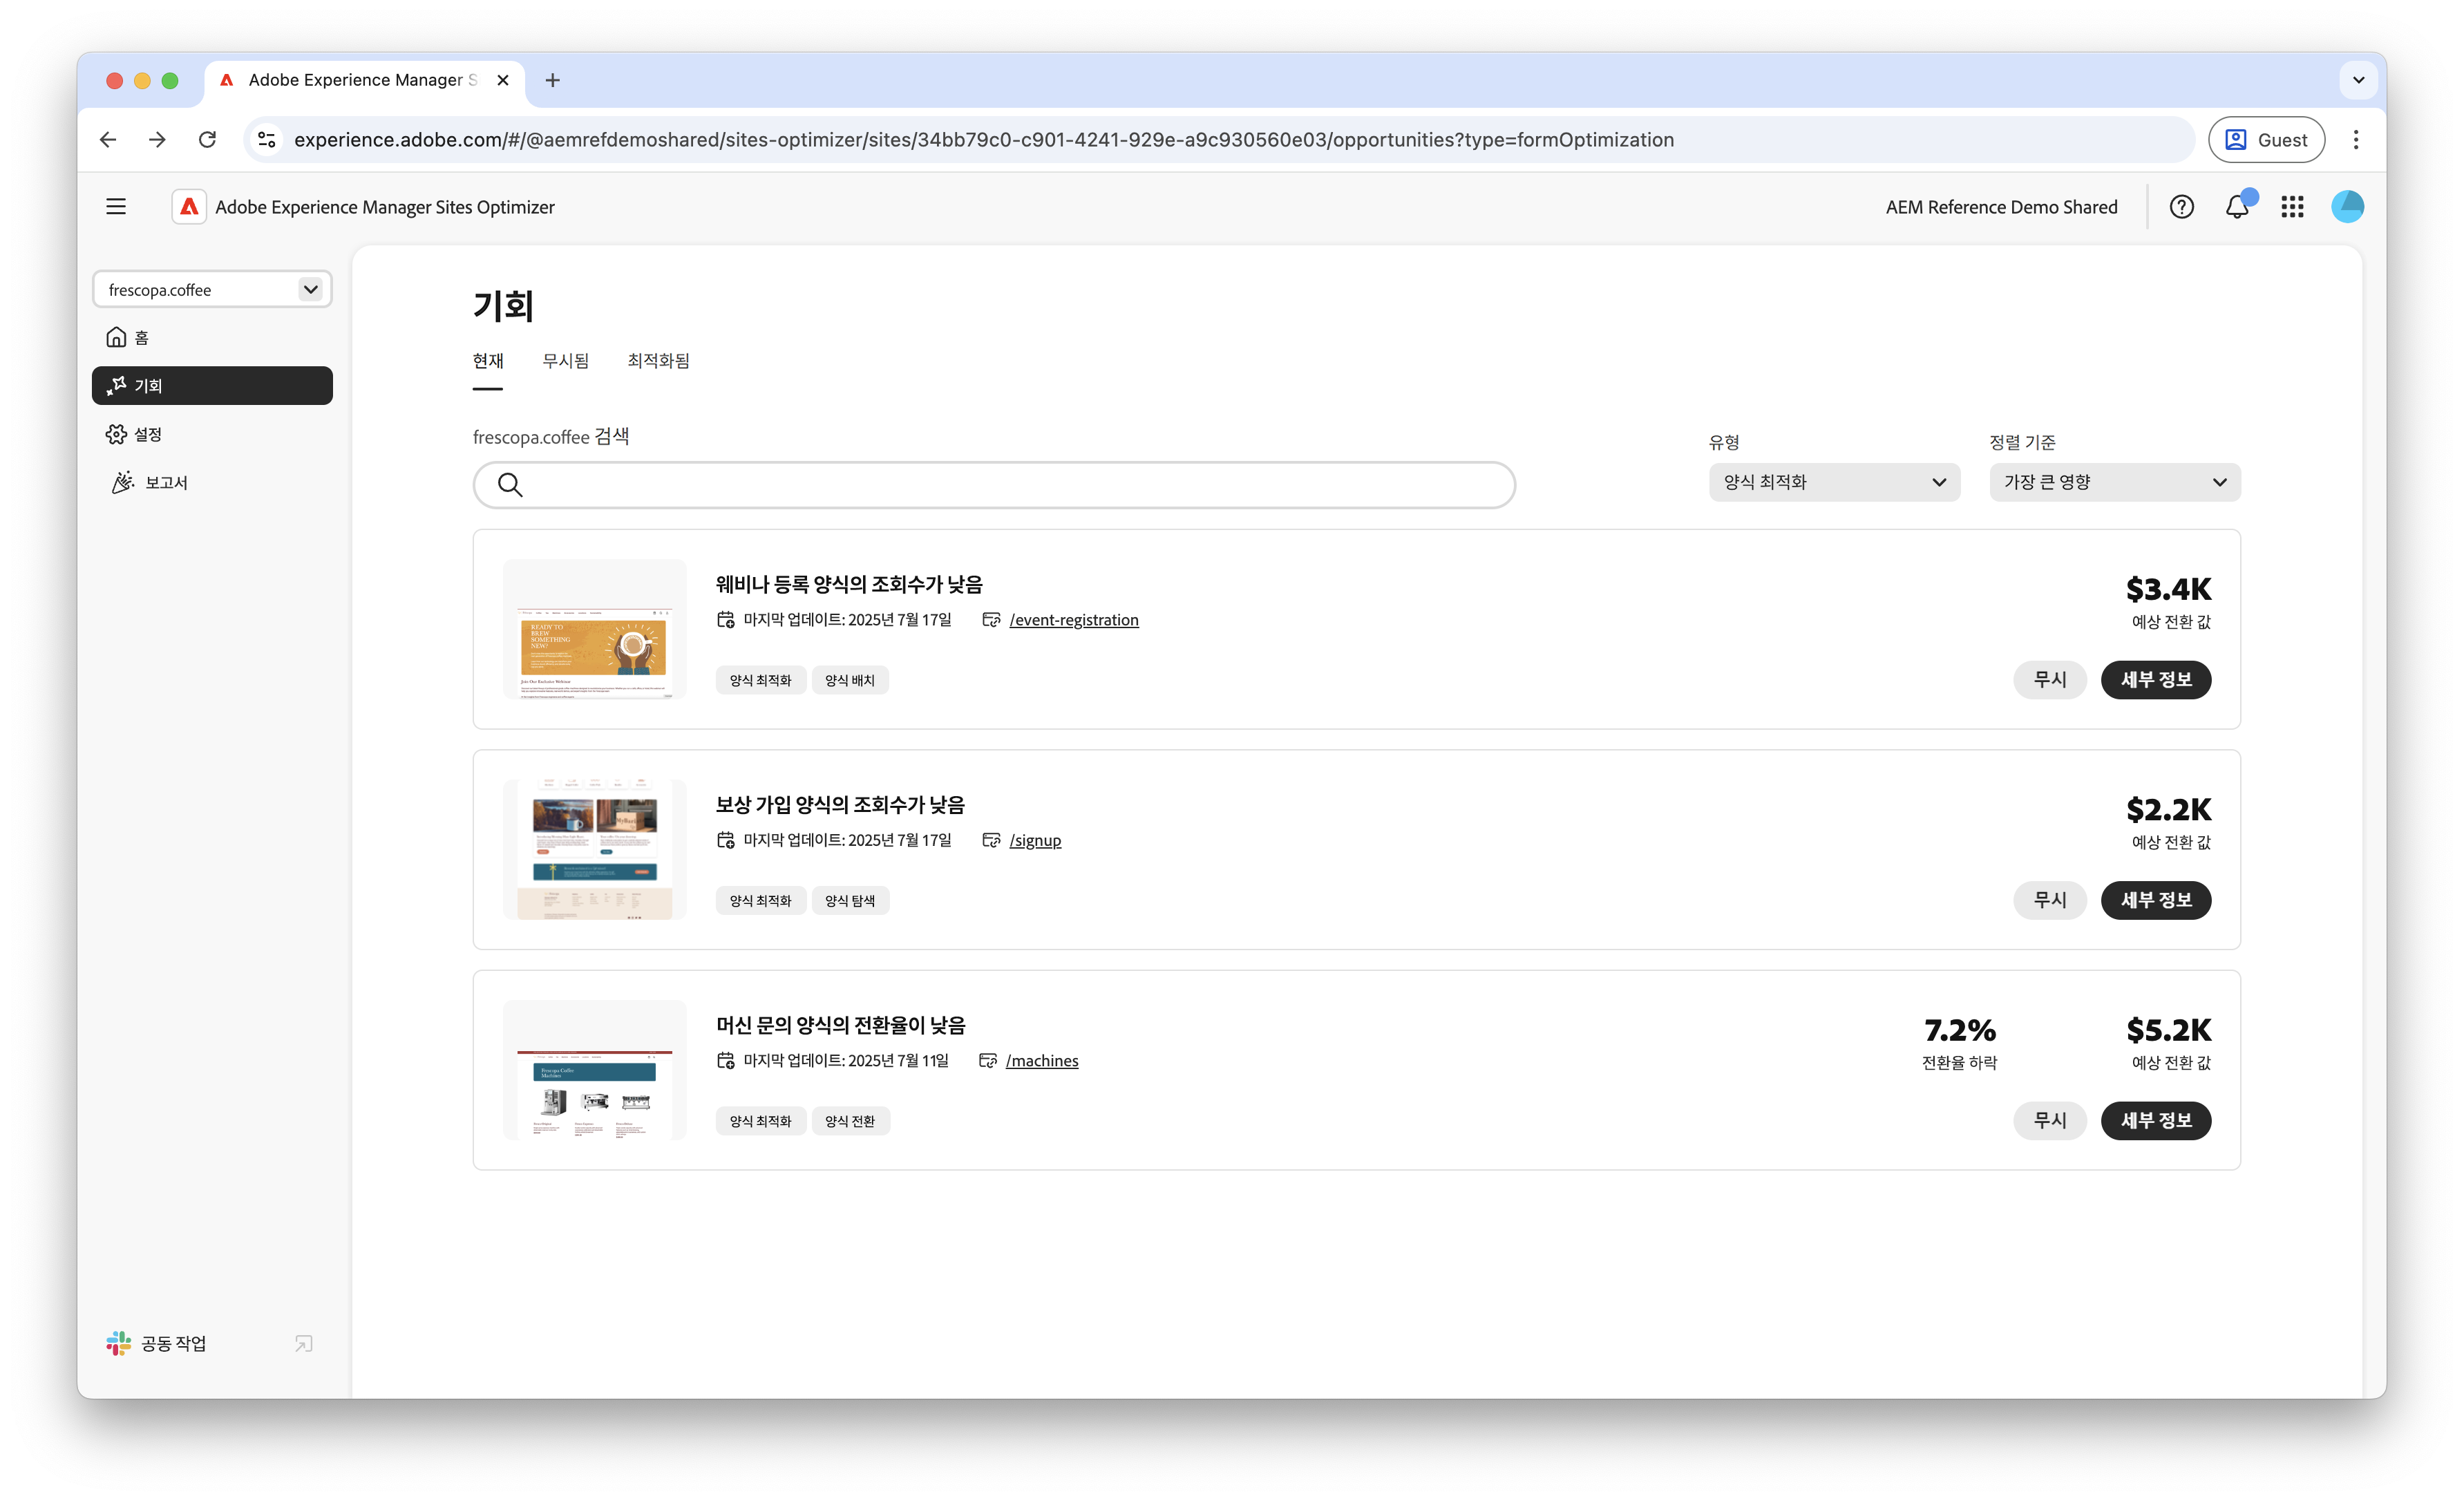 Adobe Experience Manager S
experience.adobe.com/#/@aemrefdemoshared/sites-optimizer/sites/34bb79c0-c901-4241-929e-a9c930560e03/opportunities?type=formOptimization
Guest
Adobe Experience Manager Sites Optimizer
AEM Reference Demo Shared
frescopa.coffee
홈
기회
설정
보고서
공동 작업
기회
현재 무시됨 최적화됨
frescopa.coffee 검색
유형
양식 최적화
정렬 기준
가장 큰 영향
READY TO
BREW
SOMETHING
NEW?
웨비나 등록 양식의 조회수가 낮음
마지막 업데이트: 2025년 7월 17일 /event-registration
양식 최적화 양식 배치
$3.4K
예상 전환 값
무시 세부 정보
보상 가입 양식의 조회수가 낮음
마지막 업데이트: 2025년 7월 17일 /signup
양식 최적화 양식 탐색
$2.2K
예상 전환 값
무시 세부 정보
Frescopa Coffee
Machines
머신 문의 양식의 전환율이 낮음
마지막 업데이트: 2025년 7월 11일 /machines
양식 최적화 양식 전환
7.2%
전환율 하락
$5.2K
예상 전환 값
무시 세부 정보